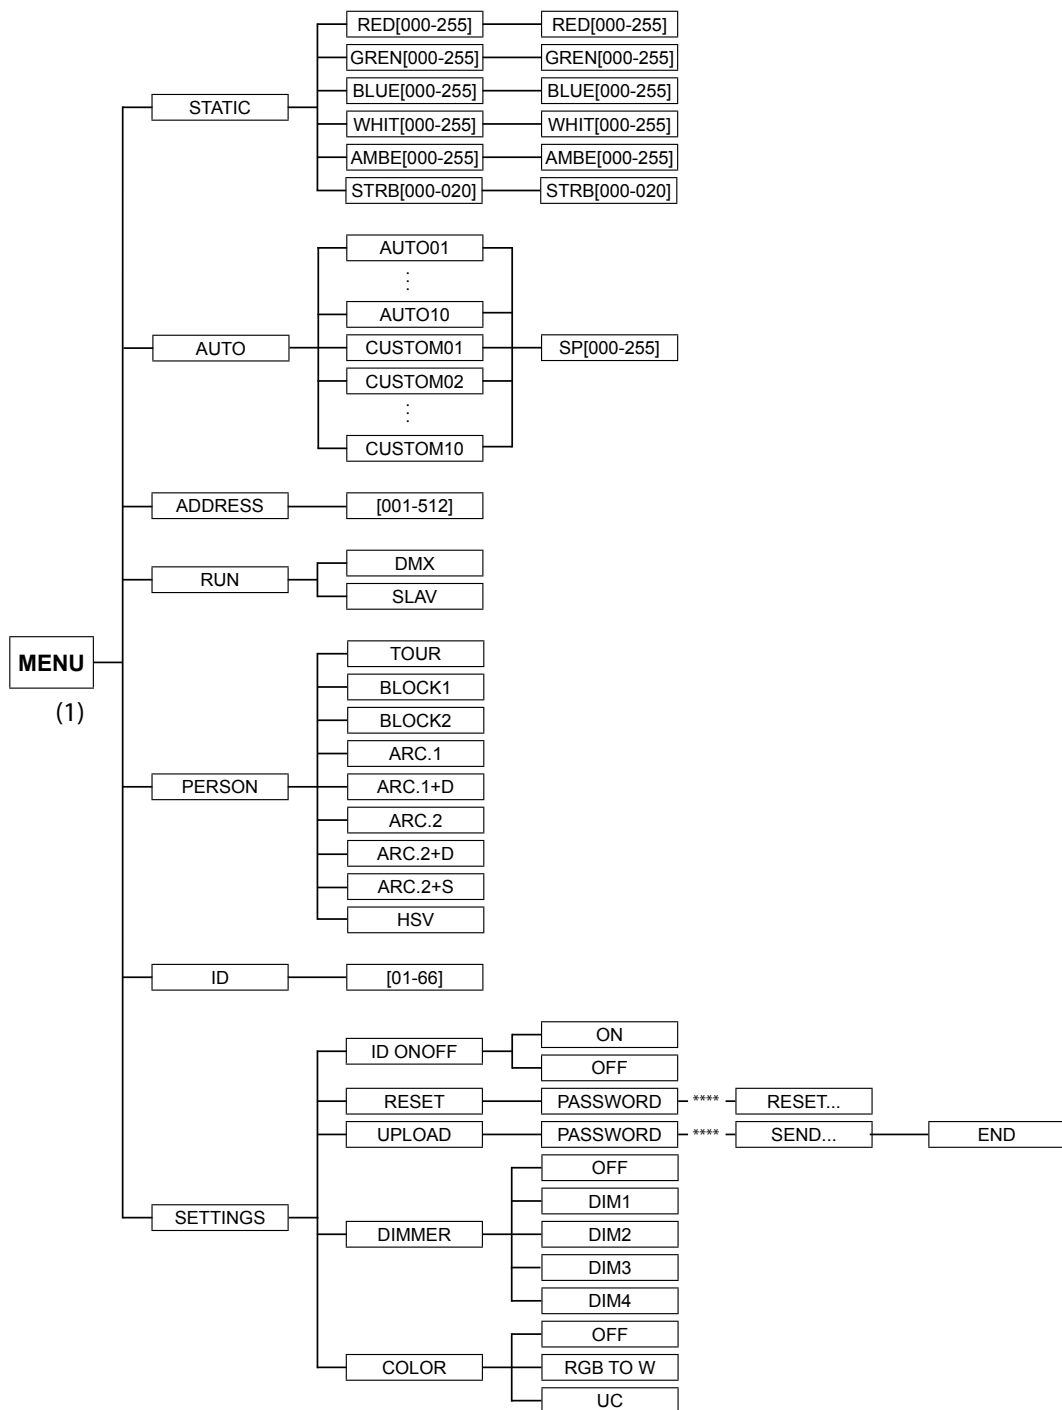 RED[000-255] RED[000-255]
GREN[000-255] GREN[000-255]
BLUE[000-255] BLUE[000-255]
STATIC
WHIT[000-255] WHIT[000-255]
AMBE[000-255] AMBE[000-255]
STRB[000-020] STRB[000-020]
AUTO01
⋮
AUTO10
AUTO CUSTOM01 SP[000-255]
CUSTOM02
⋮
CUSTOM10
ADDRESS [001-512]
DMX
RUN
SLAV
MENU
(1)
TOUR
BLOCK1
BLOCK2
ARC.1
PERSON ARC.1+D
ARC.2
ARC.2+D
ARC.2+S
HSV
ID [01-66]
ON
ID ONOFF
OFF
RESET PASSWORD **** RESET...
UPLOAD PASSWORD **** SEND... END
OFF
DIM1
SETTINGS
DIMMER DIM2
DIM3
DIM4
OFF
COLOR RGB TO W
UC